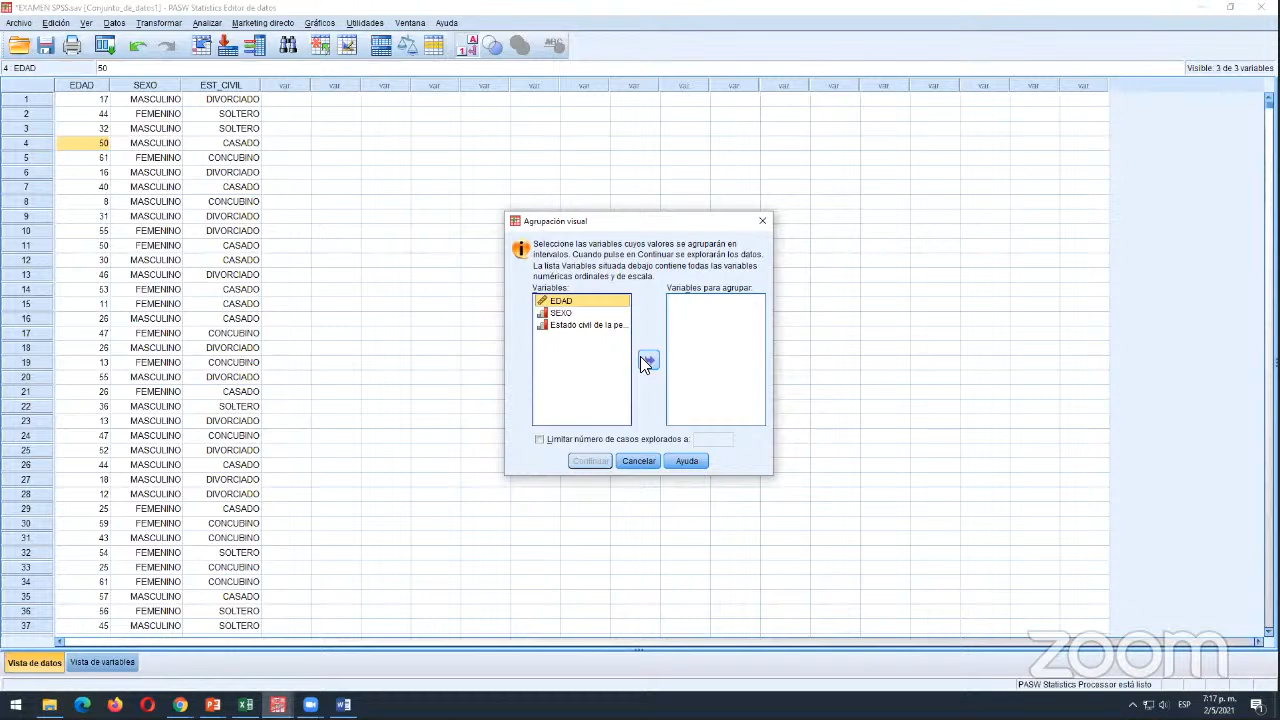 *EXAMEN SPSS.sav [Conjunto_de_datos1] - PASW Statistics Editor de datos
Archivo Edición Ver Datos Transformar Analizar Marketing directo Gráficos Utilidades Ventana Ayuda
4 : EDAD 50 Visible: 3 de 3 variables
EDAD SEXO EST_CIVIL var var var var var var var var var var var var var var var var var
1 17 MASCULINO DIVORCIADO
2 44 FEMENINO SOLTERO
3 32 MASCULINO SOLTERO
4 50 MASCULINO CASADO
5 61 FEMENINO CONCUBINO
6 16 MASCULINO DIVORCIADO
7 40 MASCULINO CASADO
8 8 MASCULINO CONCUBINO
9 31 MASCULINO DIVORCIADO
10 55 MASCULINO DIVORCIADO
11 50 MASCULINO CASADO
12 30 MASCULINO CASADO
13 46 MASCULINO DIVORCIADO
14 53 FEMENINO CASADO
15 11 FEMENINO CASADO
16 26 MASCULINO CASADO
17 47 FEMENINO CONCUBINO
18 26 MASCULINO DIVORCIADO
19 13 FEMENINO CONCUBINO
20 55 MASCULINO DIVORCIADO
21 26 FEMENINO CASADO
22 36 MASCULINO SOLTERO
23 13 MASCULINO DIVORCIADO
24 47 MASCULINO CONCUBINO
25 52 MASCULINO DIVORCIADO
26 44 MASCULINO CASADO
27 18 MASCULINO DIVORCIADO
28 12 MASCULINO DIVORCIADO
29 25 FEMENINO CASADO
30 59 FEMENINO CONCUBINO
31 43 MASCULINO CONCUBINO
32 54 FEMENINO SOLTERO
33 25 FEMENINO CONCUBINO
34 61 FEMENINO CONCUBINO
35 57 MASCULINO CASADO
36 56 FEMENINO SOLTERO
37 45 MASCULINO SOLTERO
Agrupación visual
Seleccione las variables cuyos valores se agruparán en
intervalos. Cuando pulse en Continuar se explorarán los datos.
La lista Variables situada debajo contiene todas las variables
numéricas ordinales y de escala.
Variables: Variables para agrupar:
EDAD
SEXO
Estado civil de la pe...
Limitar número de casos explorados a:
Continuar Cancelar Ayuda
Vista de datos Vista de variables
zoom
PASW Statistics Processor está listo
ESP
7:17 p. m.
2/5/2021